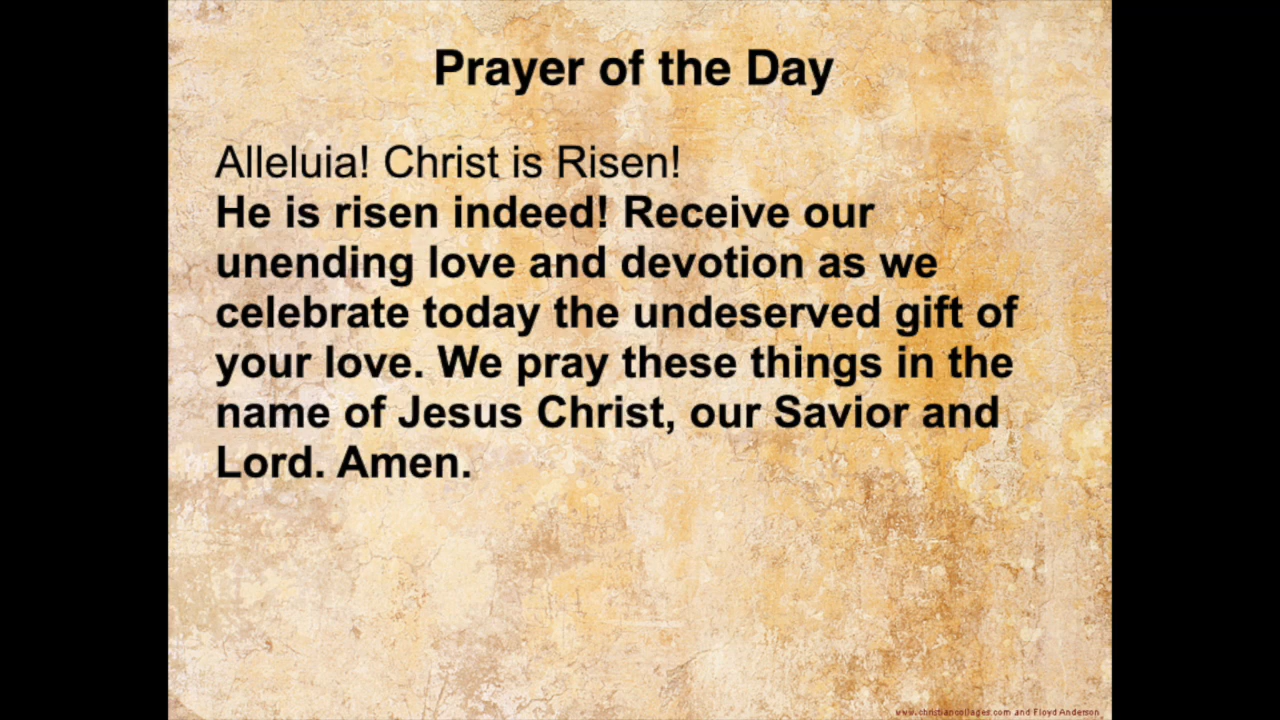 Prayer of the Day
Alleluia! Christ is Risen!
He is risen indeed! Receive our
unending love and devotion as we
celebrate today the undeserved gift of
your love. We pray these things in the
name of Jesus Christ, our Savior and
Lord. Amen.
www.christiancollages.com and Floyd Anderson